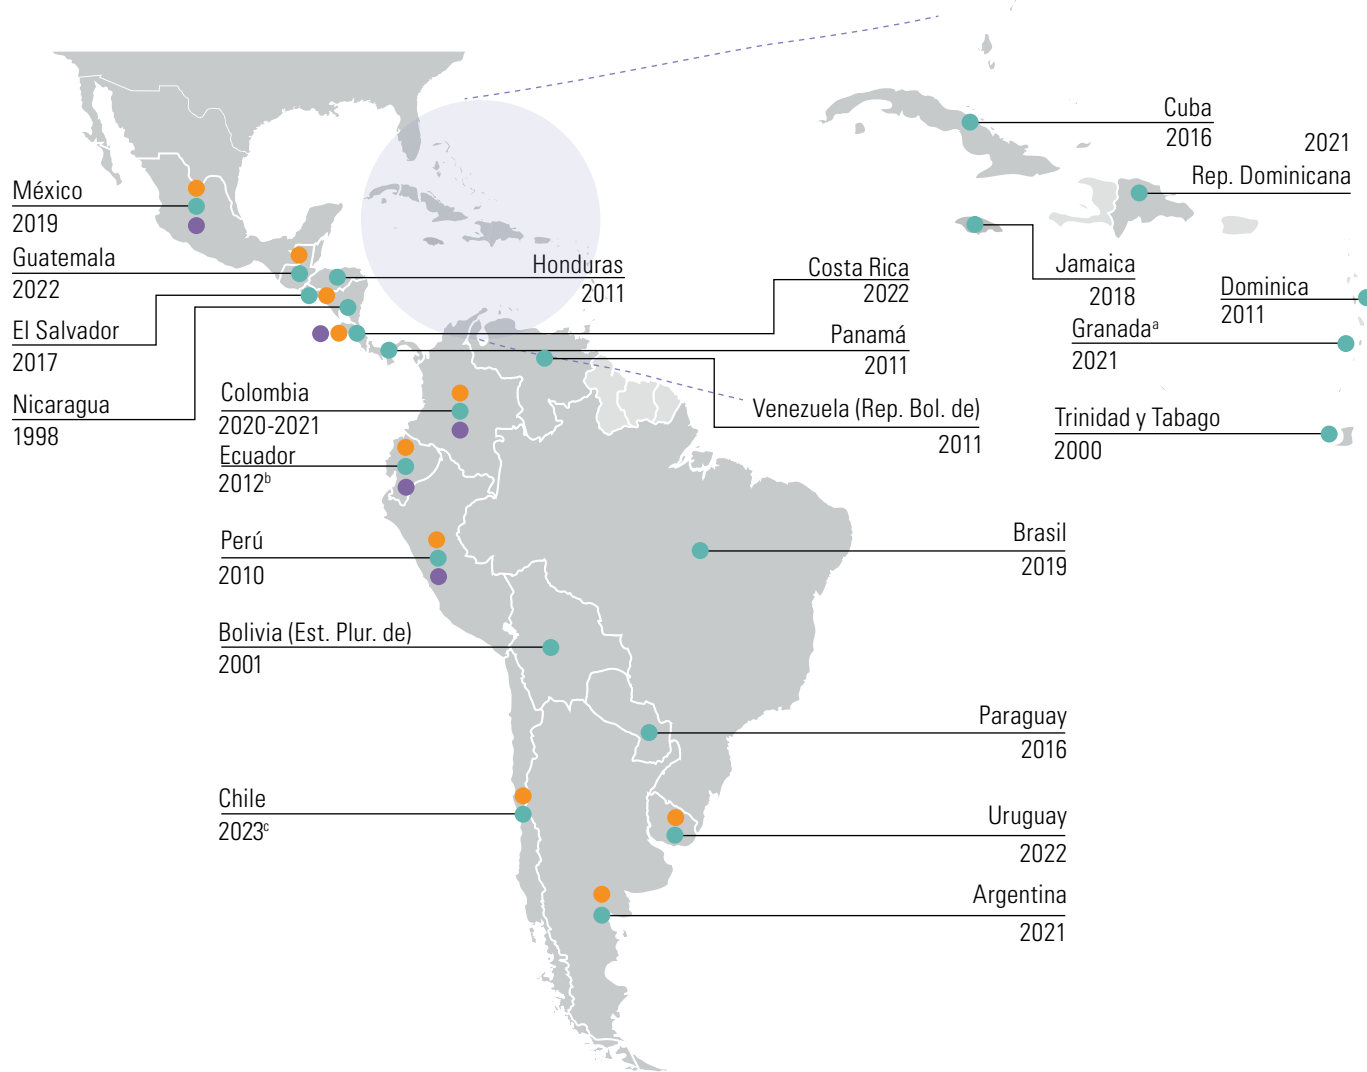 México
2019
Guatemala
2022
El Salvador
2017
Nicaragua
1998
Honduras
2011
Costa Rica
2022
Panamá
2011
Venezuela (Rep. Bol. de)
2011
Colombia
2020-2021
Ecuador
2012ᵇ
Perú
2010
Bolivia (Est. Plur. de)
2001
Chile
2023ᶜ
Cuba
2016
2021
Rep. Dominicana
Jamaica
2018
Dominica
2011
Granadaᵃ
2021
Trinidad y Tabago
2000
Brasil
2019
Paraguay
2016
Uruguay
2022
Argentina
2021